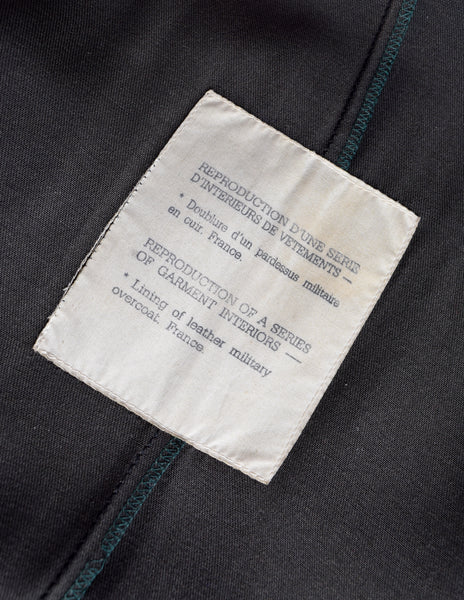 REPRODUCTION D'UNE SERIE
D'INTERIEURS DE VETEMENTS —
* Doublure d'un pardessus militaire
en cuir. France.
REPRODUCTION OF A SERIES
OF GARMENT INTERIORS —
* Lining of leather military
overcoat. France.